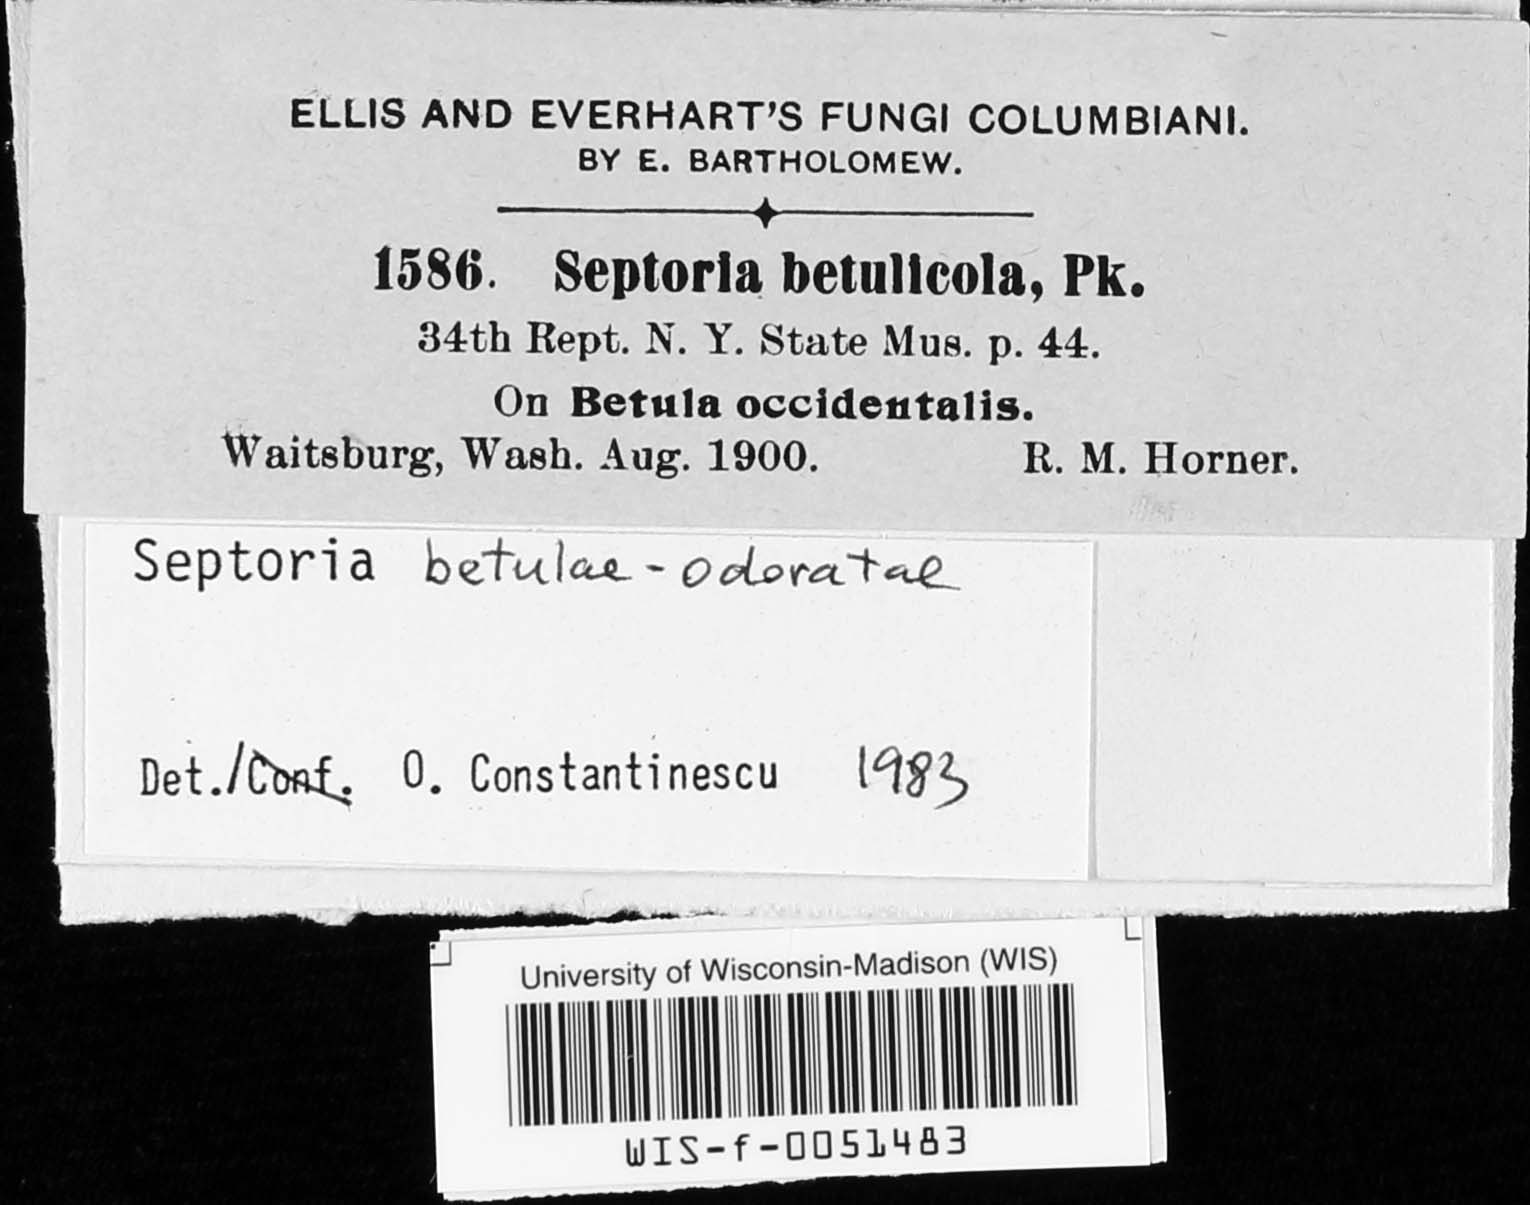 ELLIS AND EVERHART'S FUNGI COLUMBIANI.
BY E. BARTHOLOMEW.
1586. Septoria betulicola, Pk.
34th Rept. N. Y. State Mus. p. 44.
On Betula occidentalis.
Waitsburg, Wash. Aug. 1900. R. M. Horner.
Septoria betulae-odoratae
Det./Conf. O. Constantinescu 1983
University of Wisconsin-Madison (WIS)
WIS-f-0051483